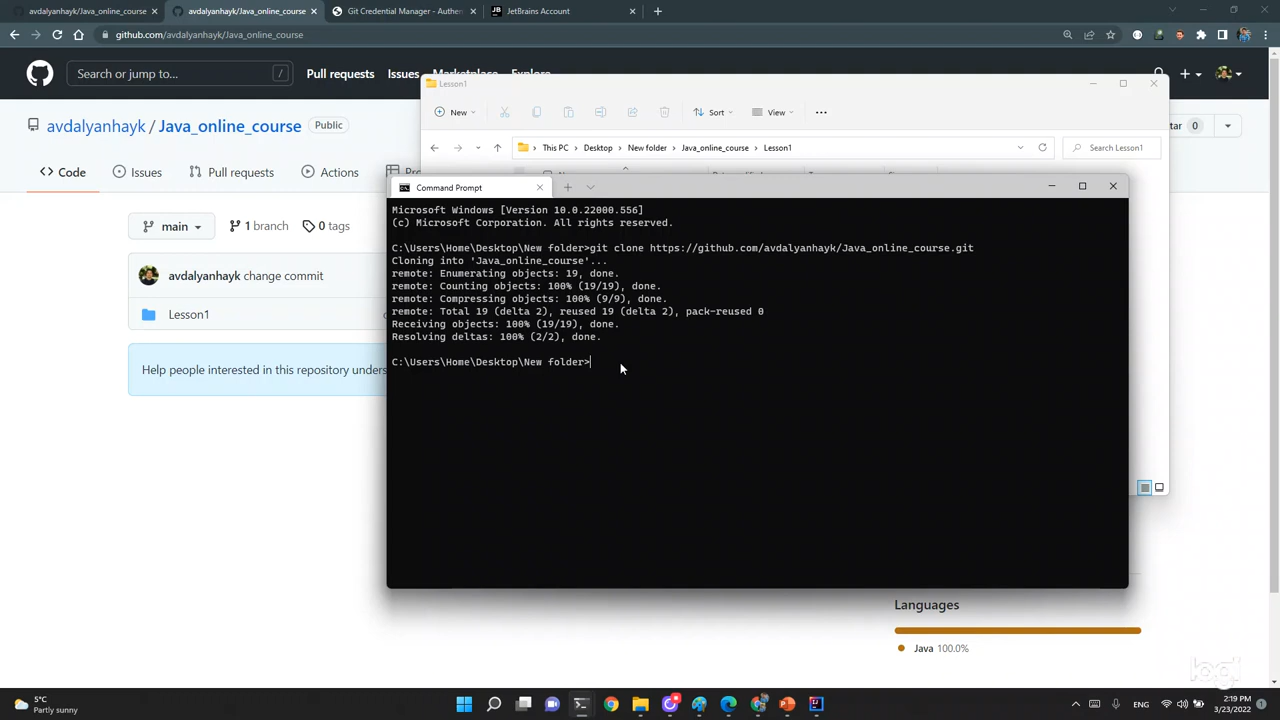 avdalyanhayk/Java_online_course
avdalyanhayk/Java_online_course
Git Credential Manager - Authen
JetBrains Account
github.com/avdalyanhayk/Java_online_course
Search or jump to...
/
Pull requests
Issues
Marketplace
Explore
Lesson1
New
Sort
View
This PC > Desktop > New folder > Java_online_course > Lesson1
Search Lesson1
avdalyanhayk / Java_online_course
Public
tar 0
Code
Issues
Pull requests
Actions
main
1 branch
0 tags
avdalyanhayk change commit
Lesson1
Help people interested in this repository unders
Command Prompt
Microsoft Windows [Version 10.0.22000.556]
(c) Microsoft Corporation. All rights reserved.
C:\Users\Home\Desktop\New folder>git clone https://github.com/avdalyanhayk/Java_online_course.git
Cloning into 'Java_online_course'...
remote: Enumerating objects: 19, done.
remote: Counting objects: 100% (19/19), done.
remote: Compressing objects: 100% (9/9), done.
remote: Total 19 (delta 2), reused 19 (delta 2), pack-reused 0
Receiving objects: 100% (19/19), done.
Resolving deltas: 100% (2/2), done.
C:\Users\Home\Desktop\New folder>
Languages
Java 100.0%
5°C
Partly sunny
ENG
2:19 PM
3/23/2022